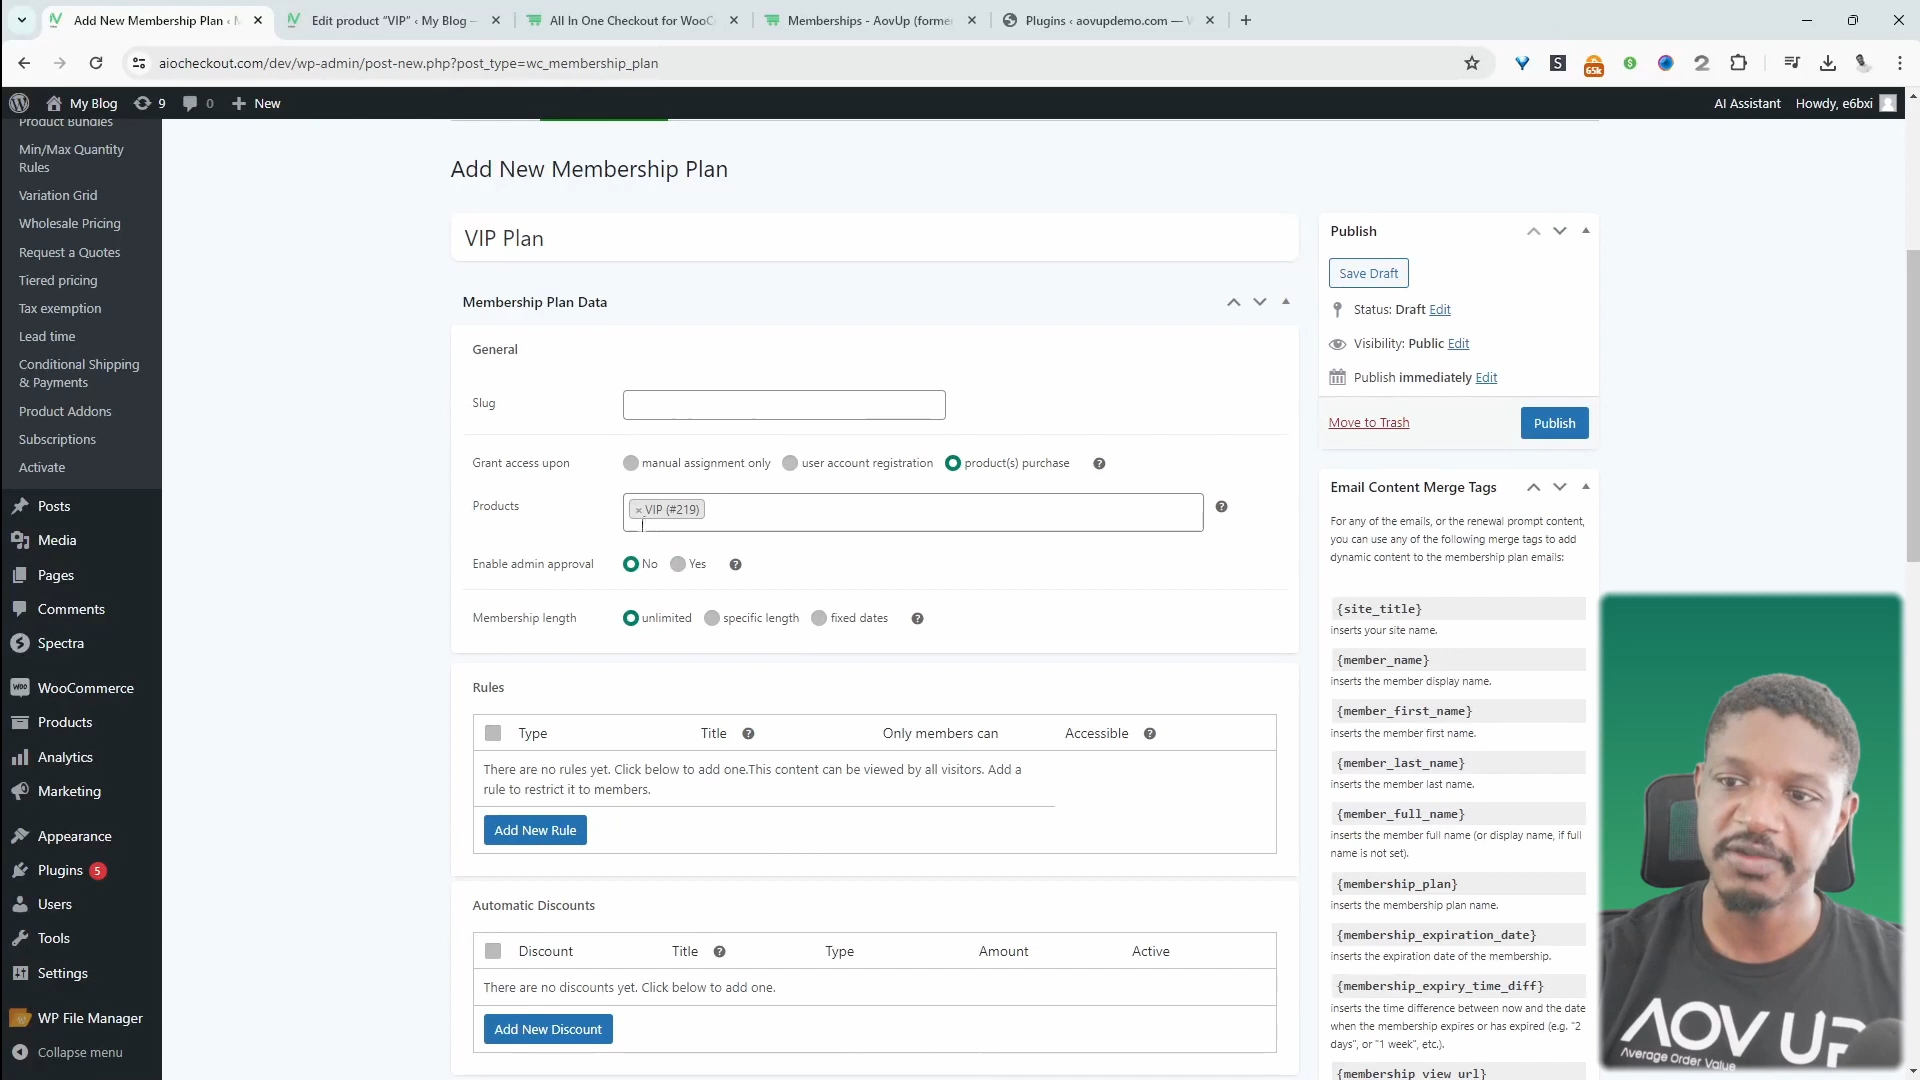 Add New Membership Plan ‹ M
Edit product “VIP” ‹ My Blog —
All In One Checkout for WooC
Memberships - AovUp (former
Plugins ‹ aovupdemo.com — W
aiocheckout.com/dev/wp-admin/post-new.php?post_type=wc_membership_plan
65k
My Blog
9
0
New
AI Assistant
Howdy, e6bxi
Product Bundles
Min/Max Quantity
Rules
Variation Grid
Wholesale Pricing
Request a Quotes
Tiered pricing
Tax exemption
Lead time
Conditional Shipping
& Payments
Product Addons
Subscriptions
Activate
Posts
Media
Pages
Comments
Spectra
WooCommerce
Products
Analytics
Marketing
Appearance
Plugins 5
Users
Tools
Settings
WP File Manager
Collapse menu
Add New Membership Plan
VIP Plan
Membership Plan Data
General
Slug
Grant access upon
manual assignment only
user account registration
product(s) purchase
Products
× VIP (#219)
Enable admin approval
No
Yes
Membership length
unlimited
specific length
fixed dates
Rules
Type
Title
Only members can
Accessible
There are no rules yet. Click below to add one.This content can be viewed by all visitors. Add a
rule to restrict it to members.
Add New Rule
Automatic Discounts
Discount
Title
Type
Amount
Active
There are no discounts yet. Click below to add one.
Add New Discount
Publish
Save Draft
Status: Draft Edit
Visibility: Public Edit
Publish immediately Edit
Move to Trash
Publish
Email Content Merge Tags
For any of the emails, or the renewal prompt content,
you can use any of the following merge tags to add
dynamic content to the membership plan emails:
{site_title}
inserts your site name.
{member_name}
inserts the member display name.
{member_first_name}
inserts the member first name.
{member_last_name}
inserts the member last name.
{member_full_name}
inserts the member full name (or display name, if full
name is not set).
{membership_plan}
inserts the membership plan name.
{membership_expiration_date}
inserts the expiration date of the membership.
{membership_expiry_time_diff}
inserts the time difference between now and the date
when the membership expires or has expired (e.g. "2
days", or "1 week", etc.).
{membership_view_url}
AOV UP
Average Order Value